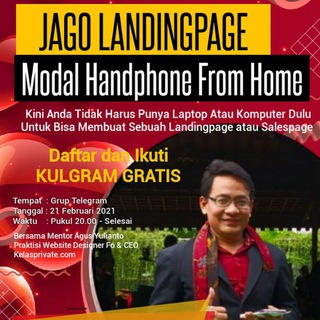 JAGO LANDINGPAGE
Modal Handphone From Home
Kini Anda Tidak Harus Punya Laptop Atau Komputer Dulu
Untuk Bisa Membuat Sebuah Landingpage atau Salespage
Daftar dan Ikuti
KULGRAM GRATIS
Tempat : Grup Telegram
Tanggal : 21 Februari 2021
Waktu : Pukul 20.00 - Selesai
Bersama Mentor Agus Yulianto
Praktisi Website Designer Fo & CEO
Kelasprivate.com